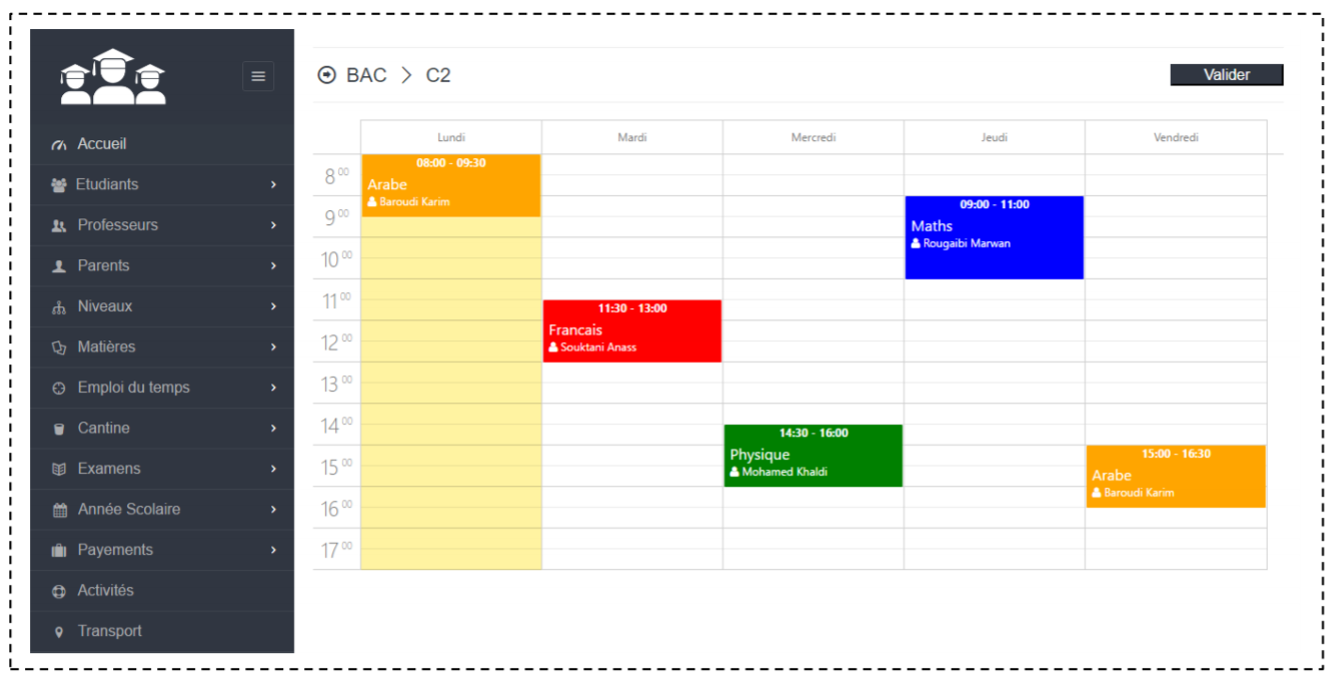 BAC > C2
Valider
Accueil
Etudiants
Professeurs
Parents
Niveaux
Matières
Emploi du temps
Cantine
Examens
Année Scolaire
Payements
Activités
Transport
Lundi Mardi Mercredi Jeudi Vendredi
8 00
9 00
10 00
11 00
12 00
13 00
14 00
15 00
16 00
17 00
08:00 - 09:30
Arabe
Baroudi Karim
11:30 - 13:00
Francais
Souktani Anass
14:30 - 16:00
Physique
Mohamed Khaldi
09:00 - 11:00
Maths
Rougaibi Marwan
15:00 - 16:30
Arabe
Baroudi Karim